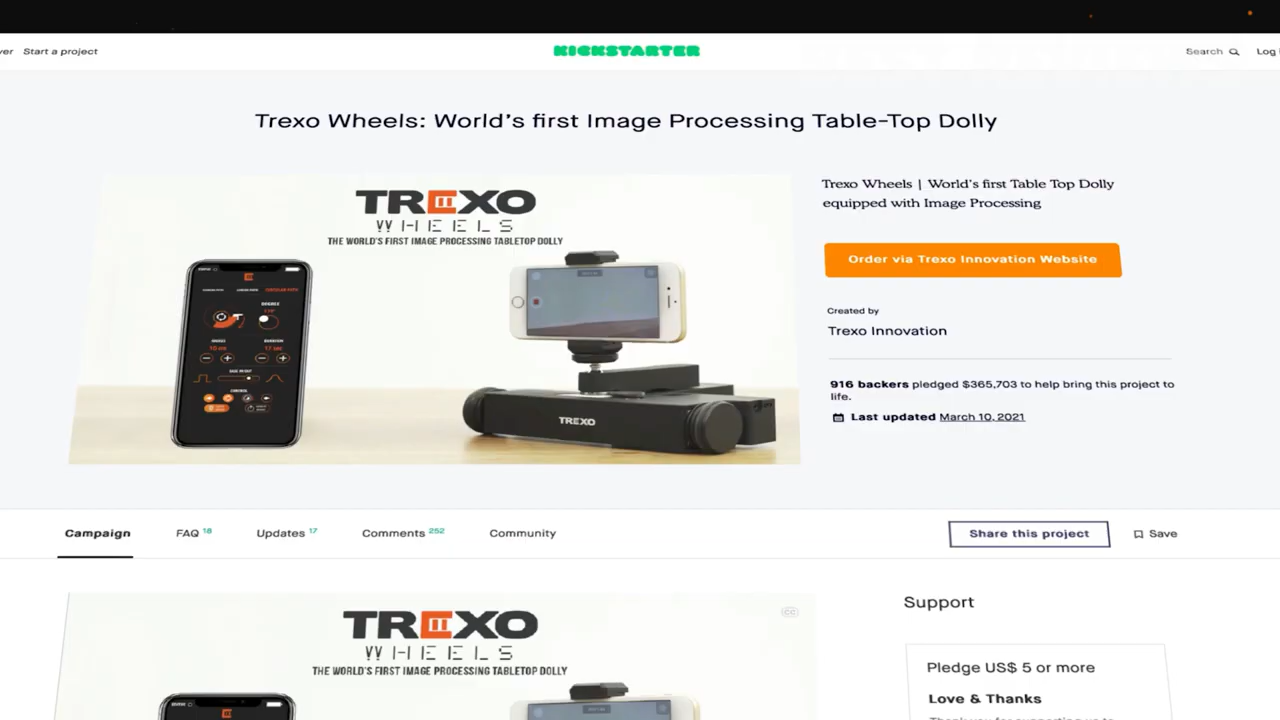 ver Start a project
KICKSTARTER
Search
Log
Trexo Wheels: World's first Image Processing Table-Top Dolly
TREXO
WHEELS
THE WORLD'S FIRST IMAGE PROCESSING TABLETOP DOLLY
TREXO
Trexo Wheels | World's first Table Top Dolly
equipped with Image Processing
Order via Trexo Innovation Website
Created by
Trexo Innovation
916 backers pledged $365,703 to help bring this project to
life.
Last updated March 10, 2021
Campaign
FAQ 18
Updates 17
Comments 252
Community
Share this project
Save
TREXO
WHEELS
THE WORLD'S FIRST IMAGE PROCESSING TABLETOP DOLLY
CC
Support
Pledge US$ 5 or more
Love & Thanks